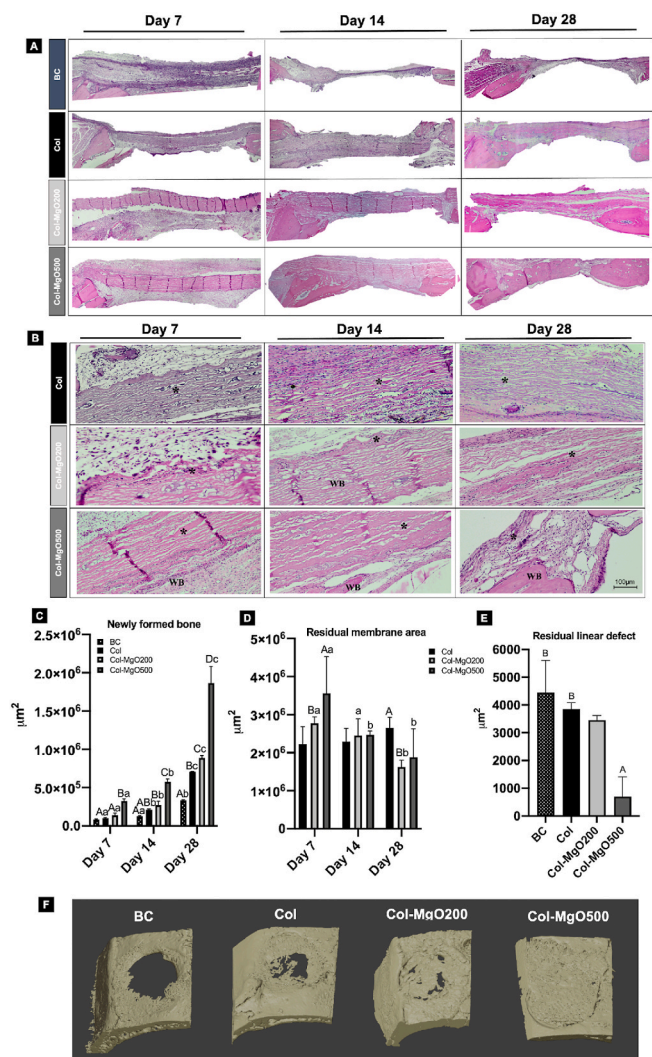 Day 7 Day 14 Day 28
A
BC
Col
Col-MgO200
Col-MgO500
Day 7 Day 14 Day 28
B
Col
*
*
*
Col-MgO200
*
WB
*
*
Col-MgO500
*
WB
*
WB
*
WB
100µm
C
Newly formed bone
2.5×10⁶
2.0×10⁶
1.5×10⁶
1.0×10⁶
5.0×10⁵
0.0
µm²
BC
Col
Col-MgO200
Col-MgO500
Aa Aa Ba
Aa ABb Bb Cb
Ab Bc Cc Dc
Day 7 Day 14 Day 28
D
Residual membrane area
6×10⁶
4×10⁶
2×10⁶
0
µm²
Col
Col-MgO200
Col-MgO500
Ba Aa
a b
A Bb b
Day 7 Day 14 Day 28
E
Residual linear defect
6000
5000
4000
3000
2000
1000
0
µm²
B
B
A
BC
Col
Col-MgO200
Col-MgO500
F
BC Col Col-MgO200 Col-MgO500